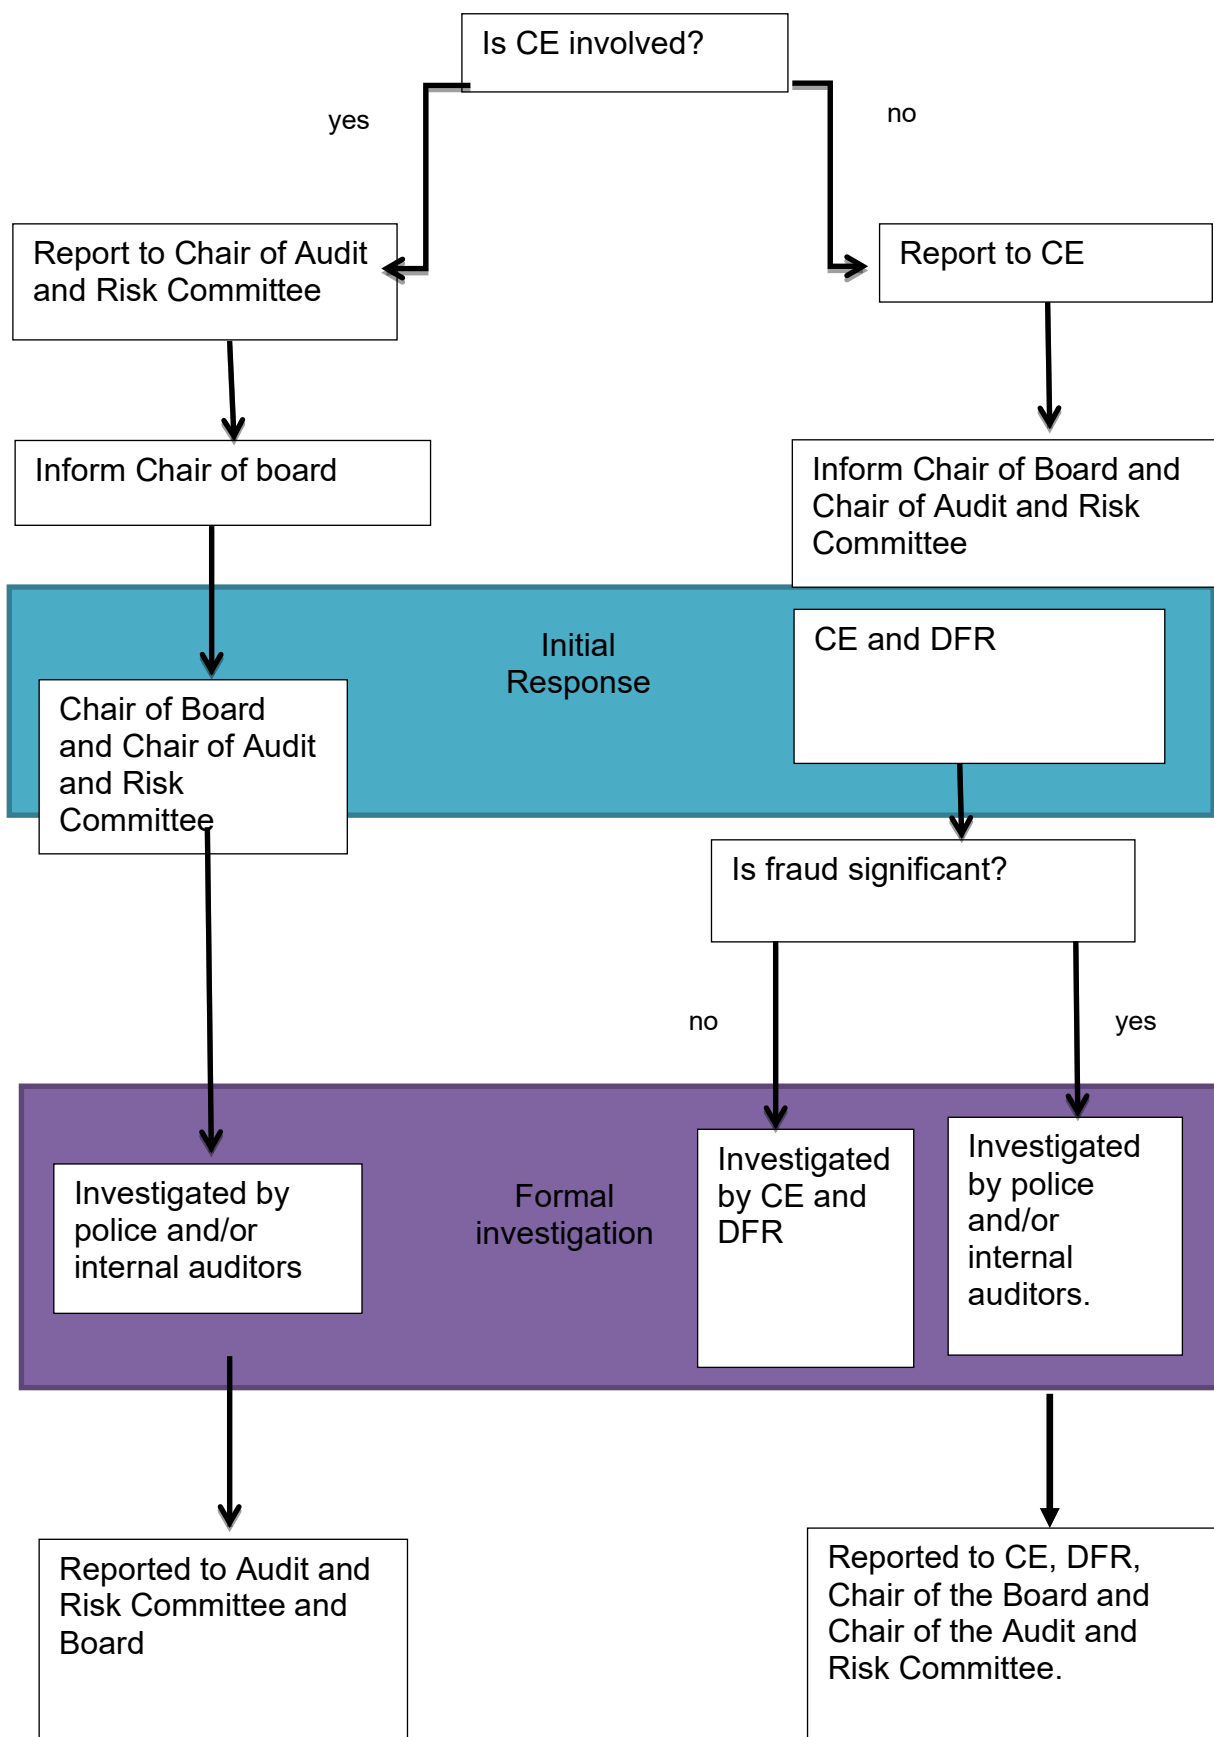 Is CE involved?
yes
no
Report to Chair of Audit
and Risk Committee
Report to CE
Inform Chair of board
Inform Chair of Board and
Chair of Audit and Risk
Committee
Initial
Response
CE and DFR
Chair of Board
and Chair of Audit
and Risk
Committee
Is fraud significant?
no
yes
Investigated by
police and/or
internal auditors
Formal
investigation
Investigated
by CE and
DFR
Investigated
by police
and/or
internal
auditors.
Reported to Audit and
Risk Committee and
Board
Reported to CE, DFR,
Chair of the Board and
Chair of the Audit and
Risk Committee.